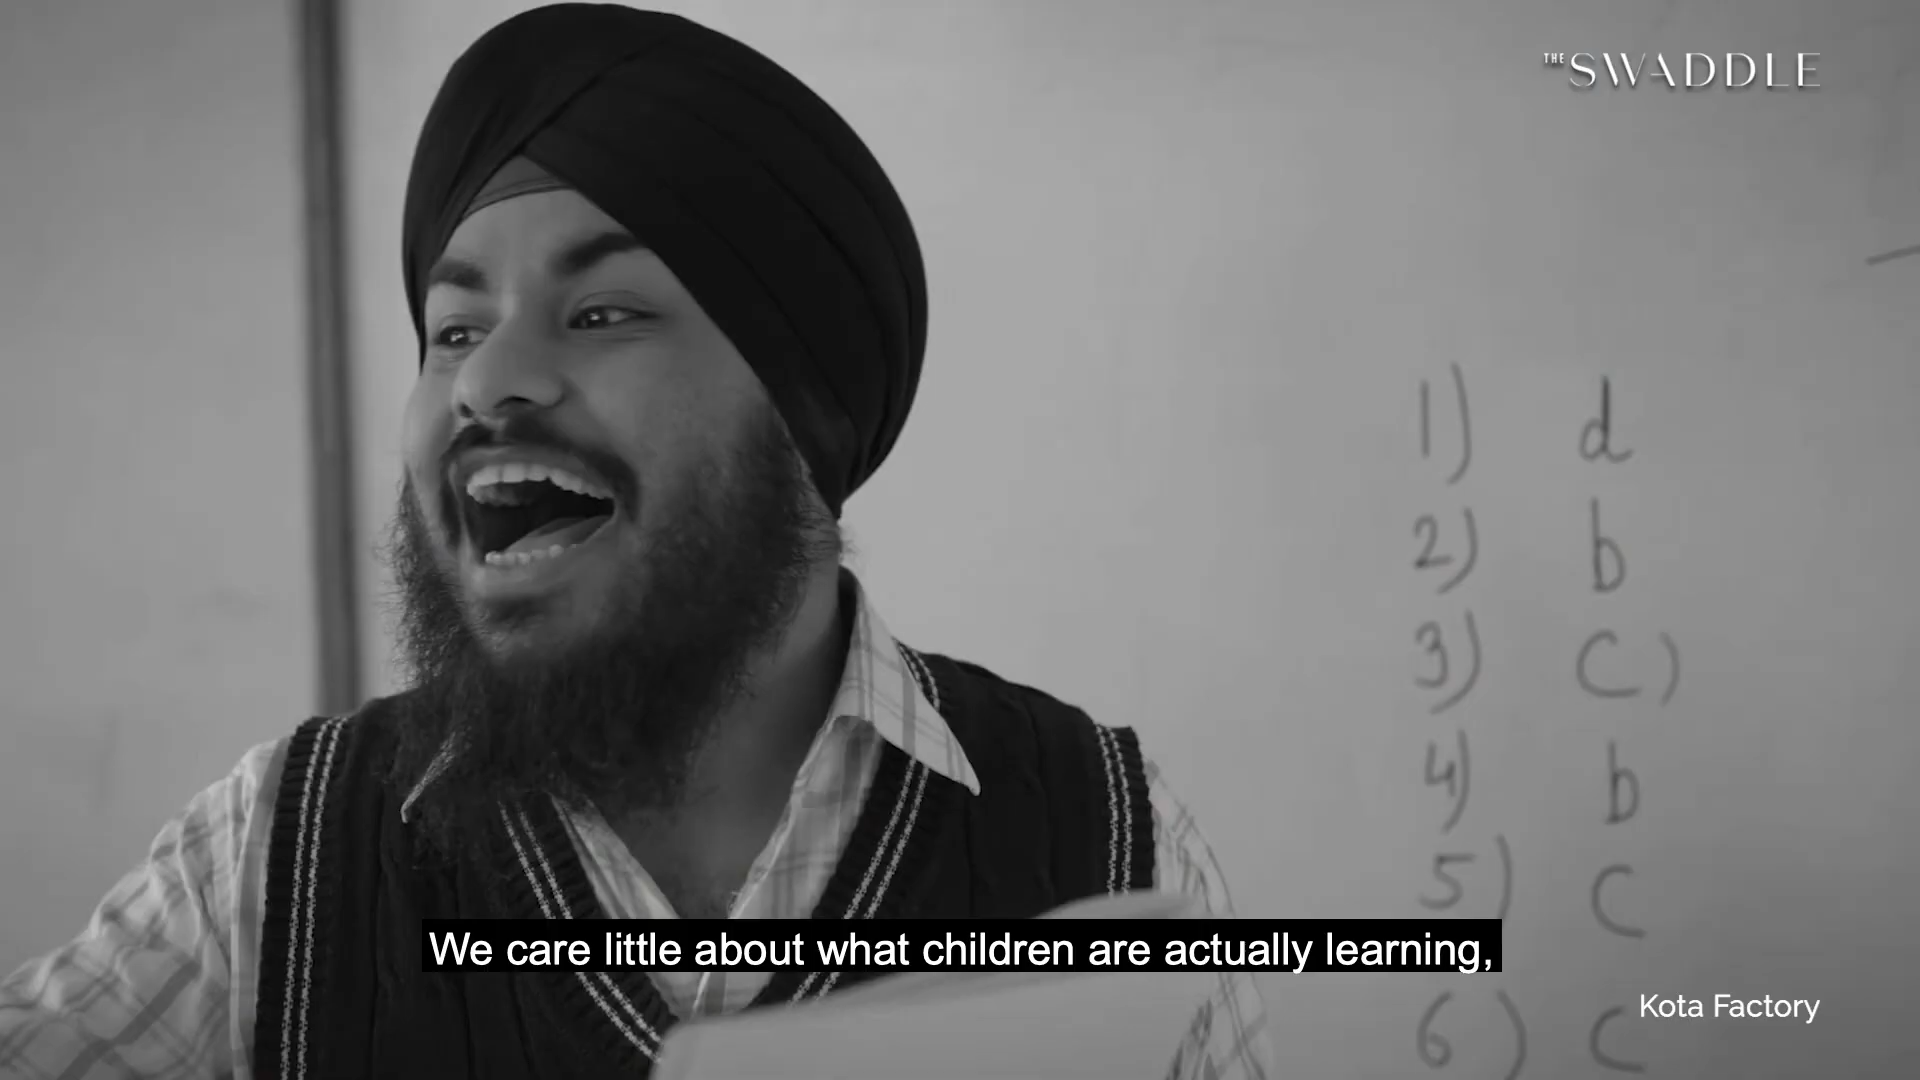 THE SWADDLE
1) d
2) b
3) C)
4) b
5) C
6) C
We care little about what children are actually learning,
Kota Factory